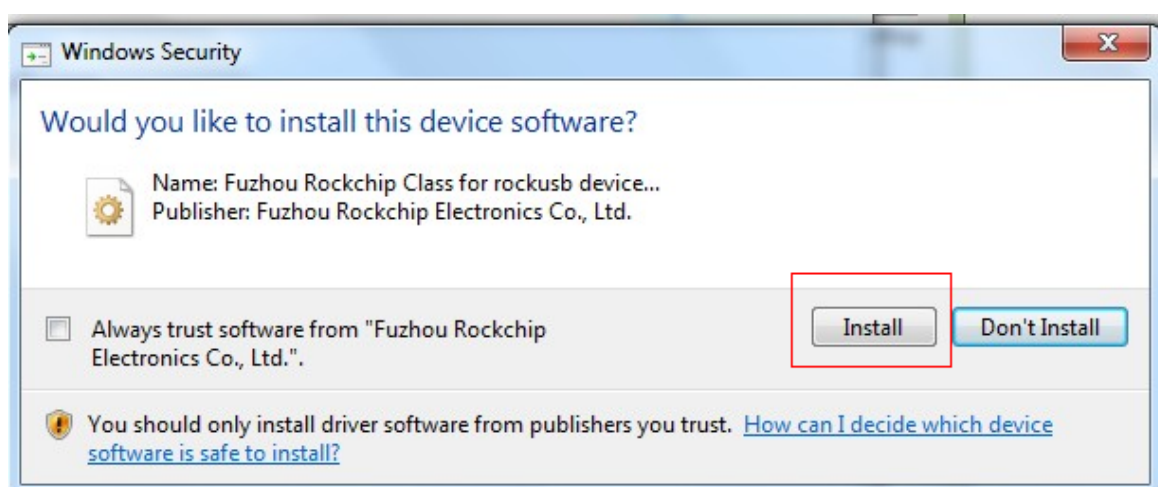 Windows Security
Would you like to install this device software?
Name: Fuzhou Rockchip Class for rockusb device...
Publisher: Fuzhou Rockchip Electronics Co., Ltd.
Always trust software from "Fuzhou Rockchip
Electronics Co., Ltd.".
Install
Don't Install
You should only install driver software from publishers you trust. How can I decide which device
software is safe to install?